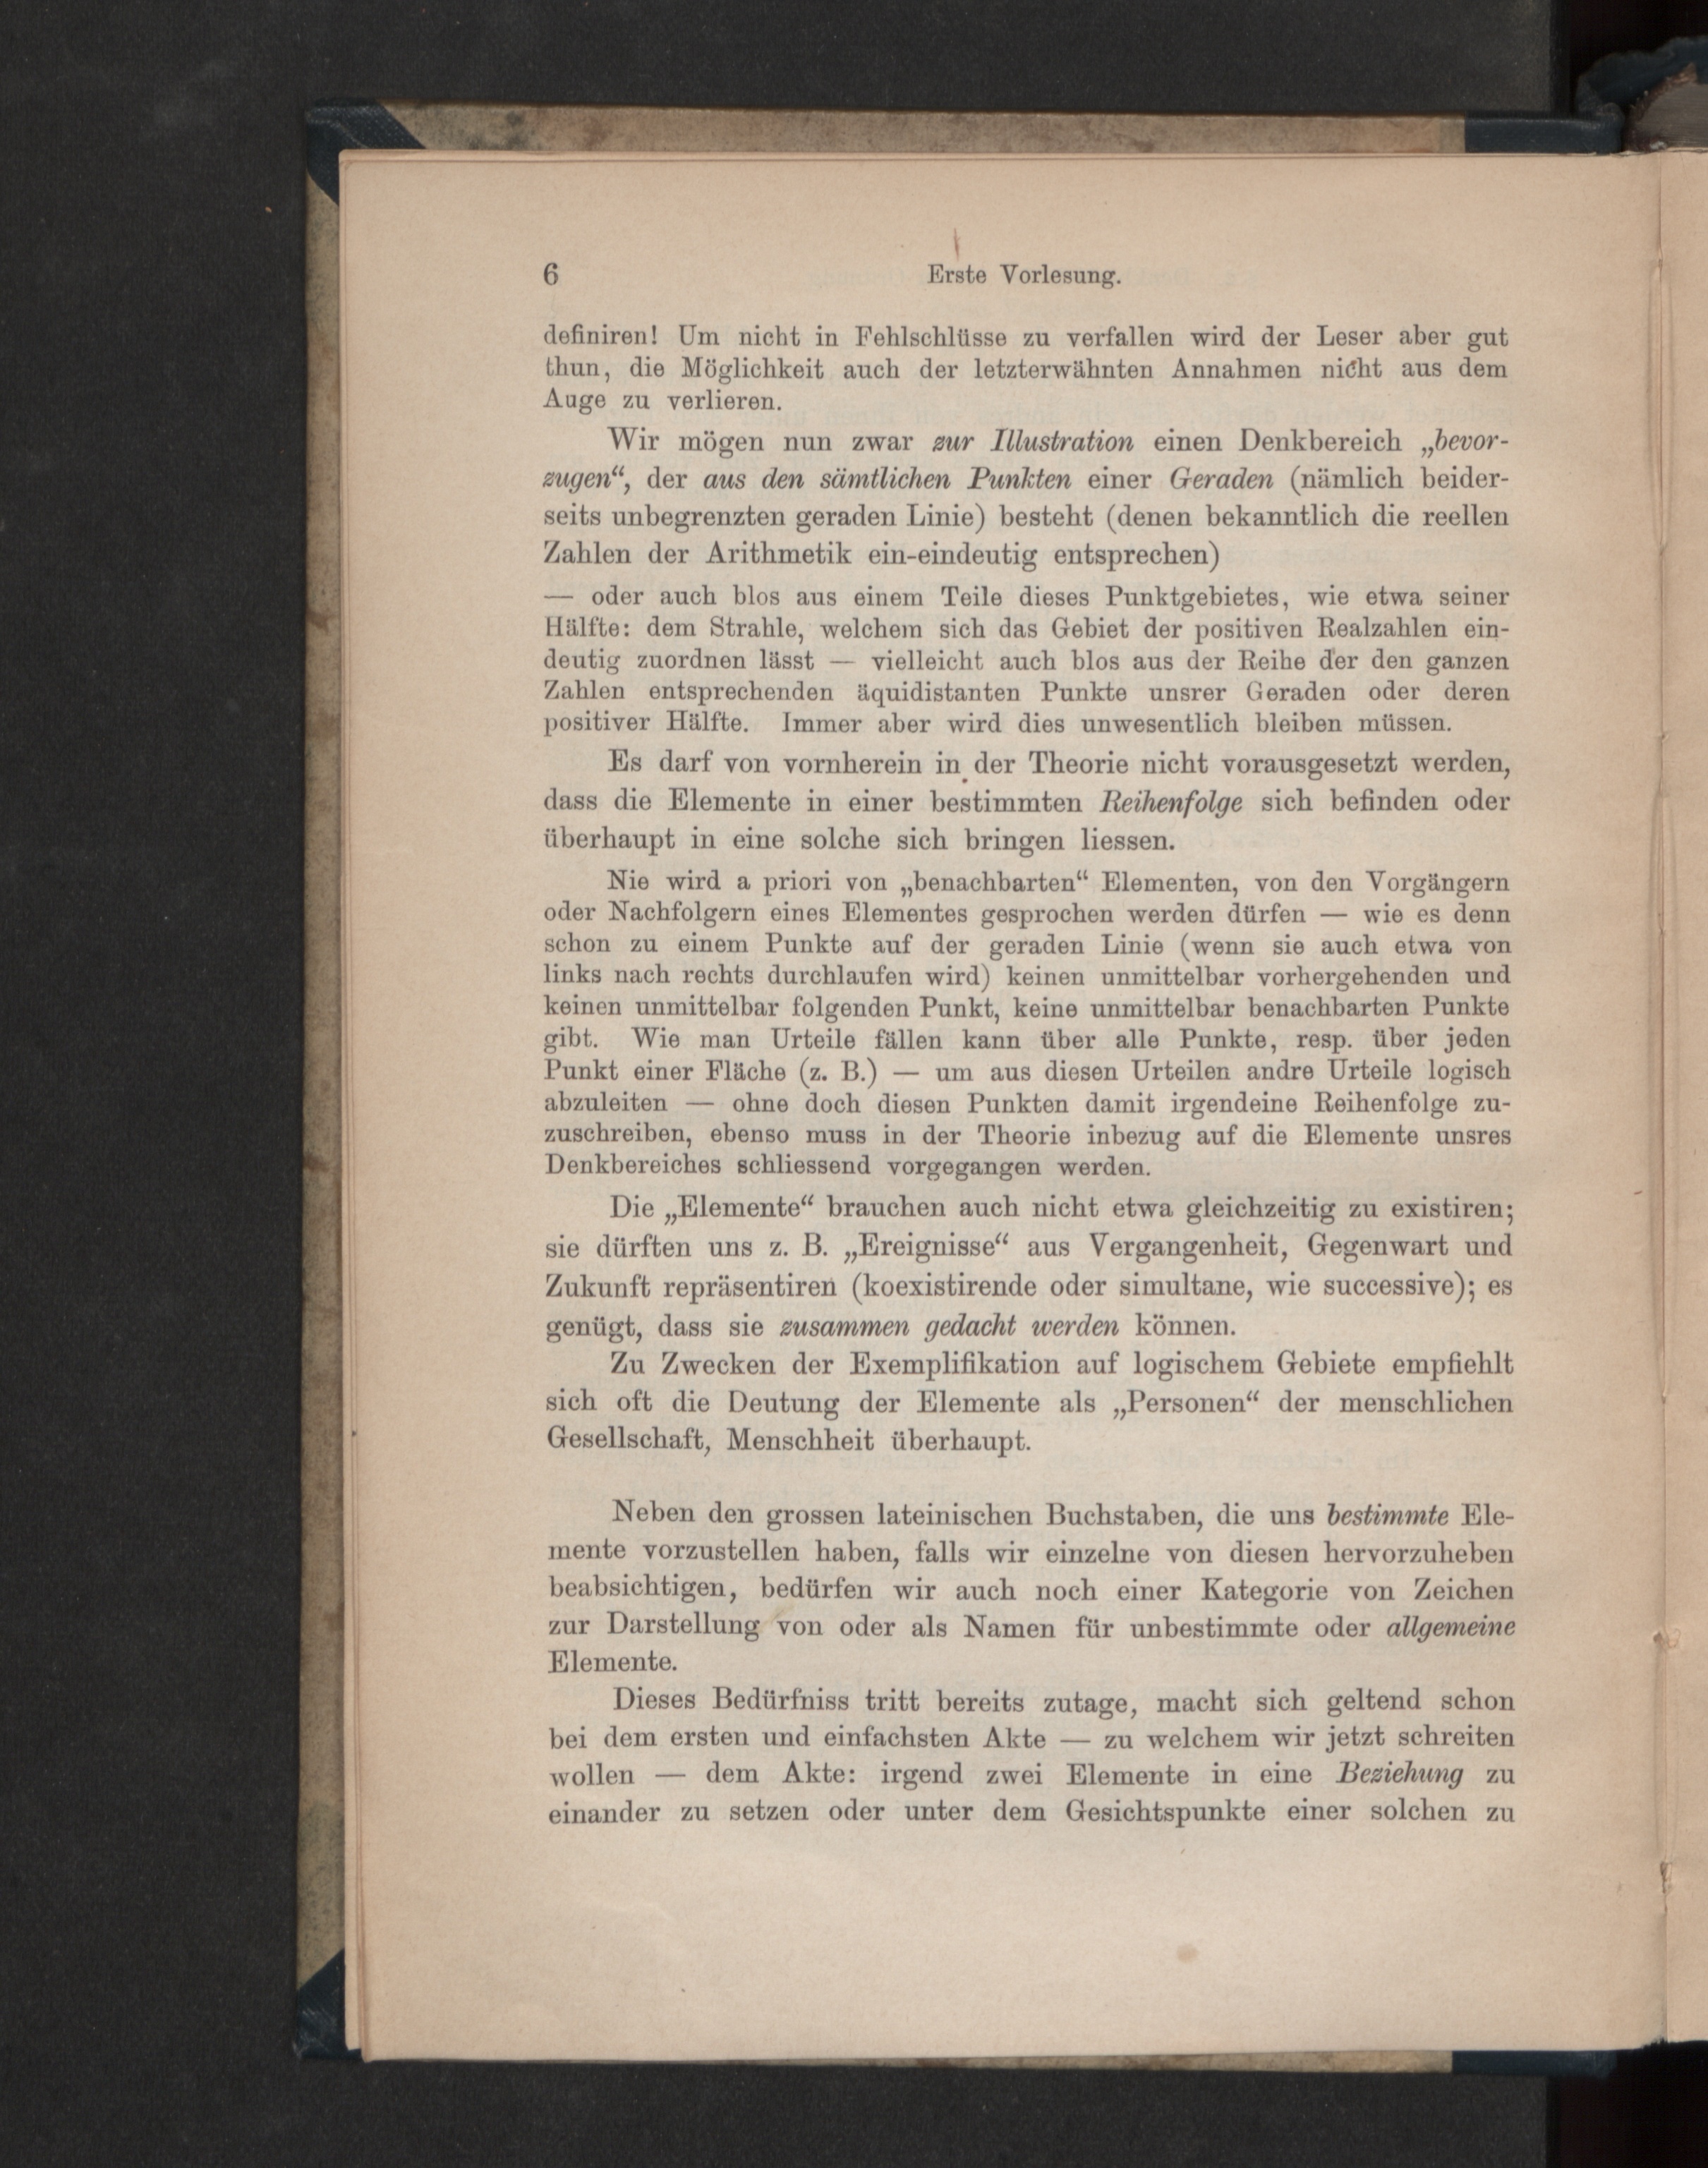 6 Erste Vorlesung.
definiren! Um nicht in Fehlschlüsse zu verfallen wird der Leser aber gut
thun, die Möglichkeit auch der letzterwähnten Annahmen nicht aus dem
Auge zu verlieren.
Wir mögen nun zwar zur Illustration einen Denkbereich „bevor-
zugen“, der aus den sämtlichen Punkten einer Geraden (nämlich beider-
seits unbegrenzten geraden Linie) besteht (denen bekanntlich die reellen
Zahlen der Arithmetik ein-eindeutig entsprechen)
— oder auch blos aus einem Teile dieses Punktgebietes, wie etwa seiner
Hälfte: dem Strahle, welchem sich das Gebiet der positiven Realzahlen ein-
deutig zuordnen lässt — vielleicht auch blos aus der Reihe der den ganzen
Zahlen entsprechenden äquidistanten Punkte unsrer Geraden oder deren
positiver Hälfte. Immer aber wird dies unwesentlich bleiben müssen.
Es darf von vornherein in der Theorie nicht vorausgesetzt werden,
dass die Elemente in einer bestimmten Reihenfolge sich befinden oder
überhaupt in eine solche sich bringen liessen.
Nie wird a priori von „benachbarten“ Elementen, von den Vorgängern
oder Nachfolgern eines Elementes gesprochen werden dürfen — wie es denn
schon zu einem Punkte auf der geraden Linie (wenn sie auch etwa von
links nach rechts durchlaufen wird) keinen unmittelbar vorhergehenden und
keinen unmittelbar folgenden Punkt, keine unmittelbar benachbarten Punkte
gibt. Wie man Urteile fällen kann über alle Punkte, resp. über jeden
Punkt einer Fläche (z. B.) — um aus diesen Urteilen andre Urteile logisch
abzuleiten — ohne doch diesen Punkten damit irgendeine Reihenfolge zu-
zuschreiben, ebenso muss in der Theorie inbezug auf die Elemente unsres
Denkbereiches schliessend vorgegangen werden.
Die „Elemente“ brauchen auch nicht etwa gleichzeitig zu existiren;
sie dürften uns z. B. „Ereignisse“ aus Vergangenheit, Gegenwart und
Zukunft repräsentiren (koexistirende oder simultane, wie successive); es
genügt, dass sie zusammen gedacht werden können.
Zu Zwecken der Exemplifikation auf logischem Gebiete empfiehlt
sich oft die Deutung der Elemente als „Personen“ der menschlichen
Gesellschaft, Menschheit überhaupt.
Neben den grossen lateinischen Buchstaben, die uns bestimmte Ele-
mente vorzustellen haben, falls wir einzelne von diesen hervorzuheben
beabsichtigen, bedürfen wir auch noch einer Kategorie von Zeichen
zur Darstellung von oder als Namen für unbestimmte oder allgemeine
Elemente.
Dieses Bedürfniss tritt bereits zutage, macht sich geltend schon
bei dem ersten und einfachsten Akte — zu welchem wir jetzt schreiten
wollen — dem Akte: irgend zwei Elemente in eine Beziehung zu
einander zu setzen oder unter dem Gesichtspunkte einer solchen zu